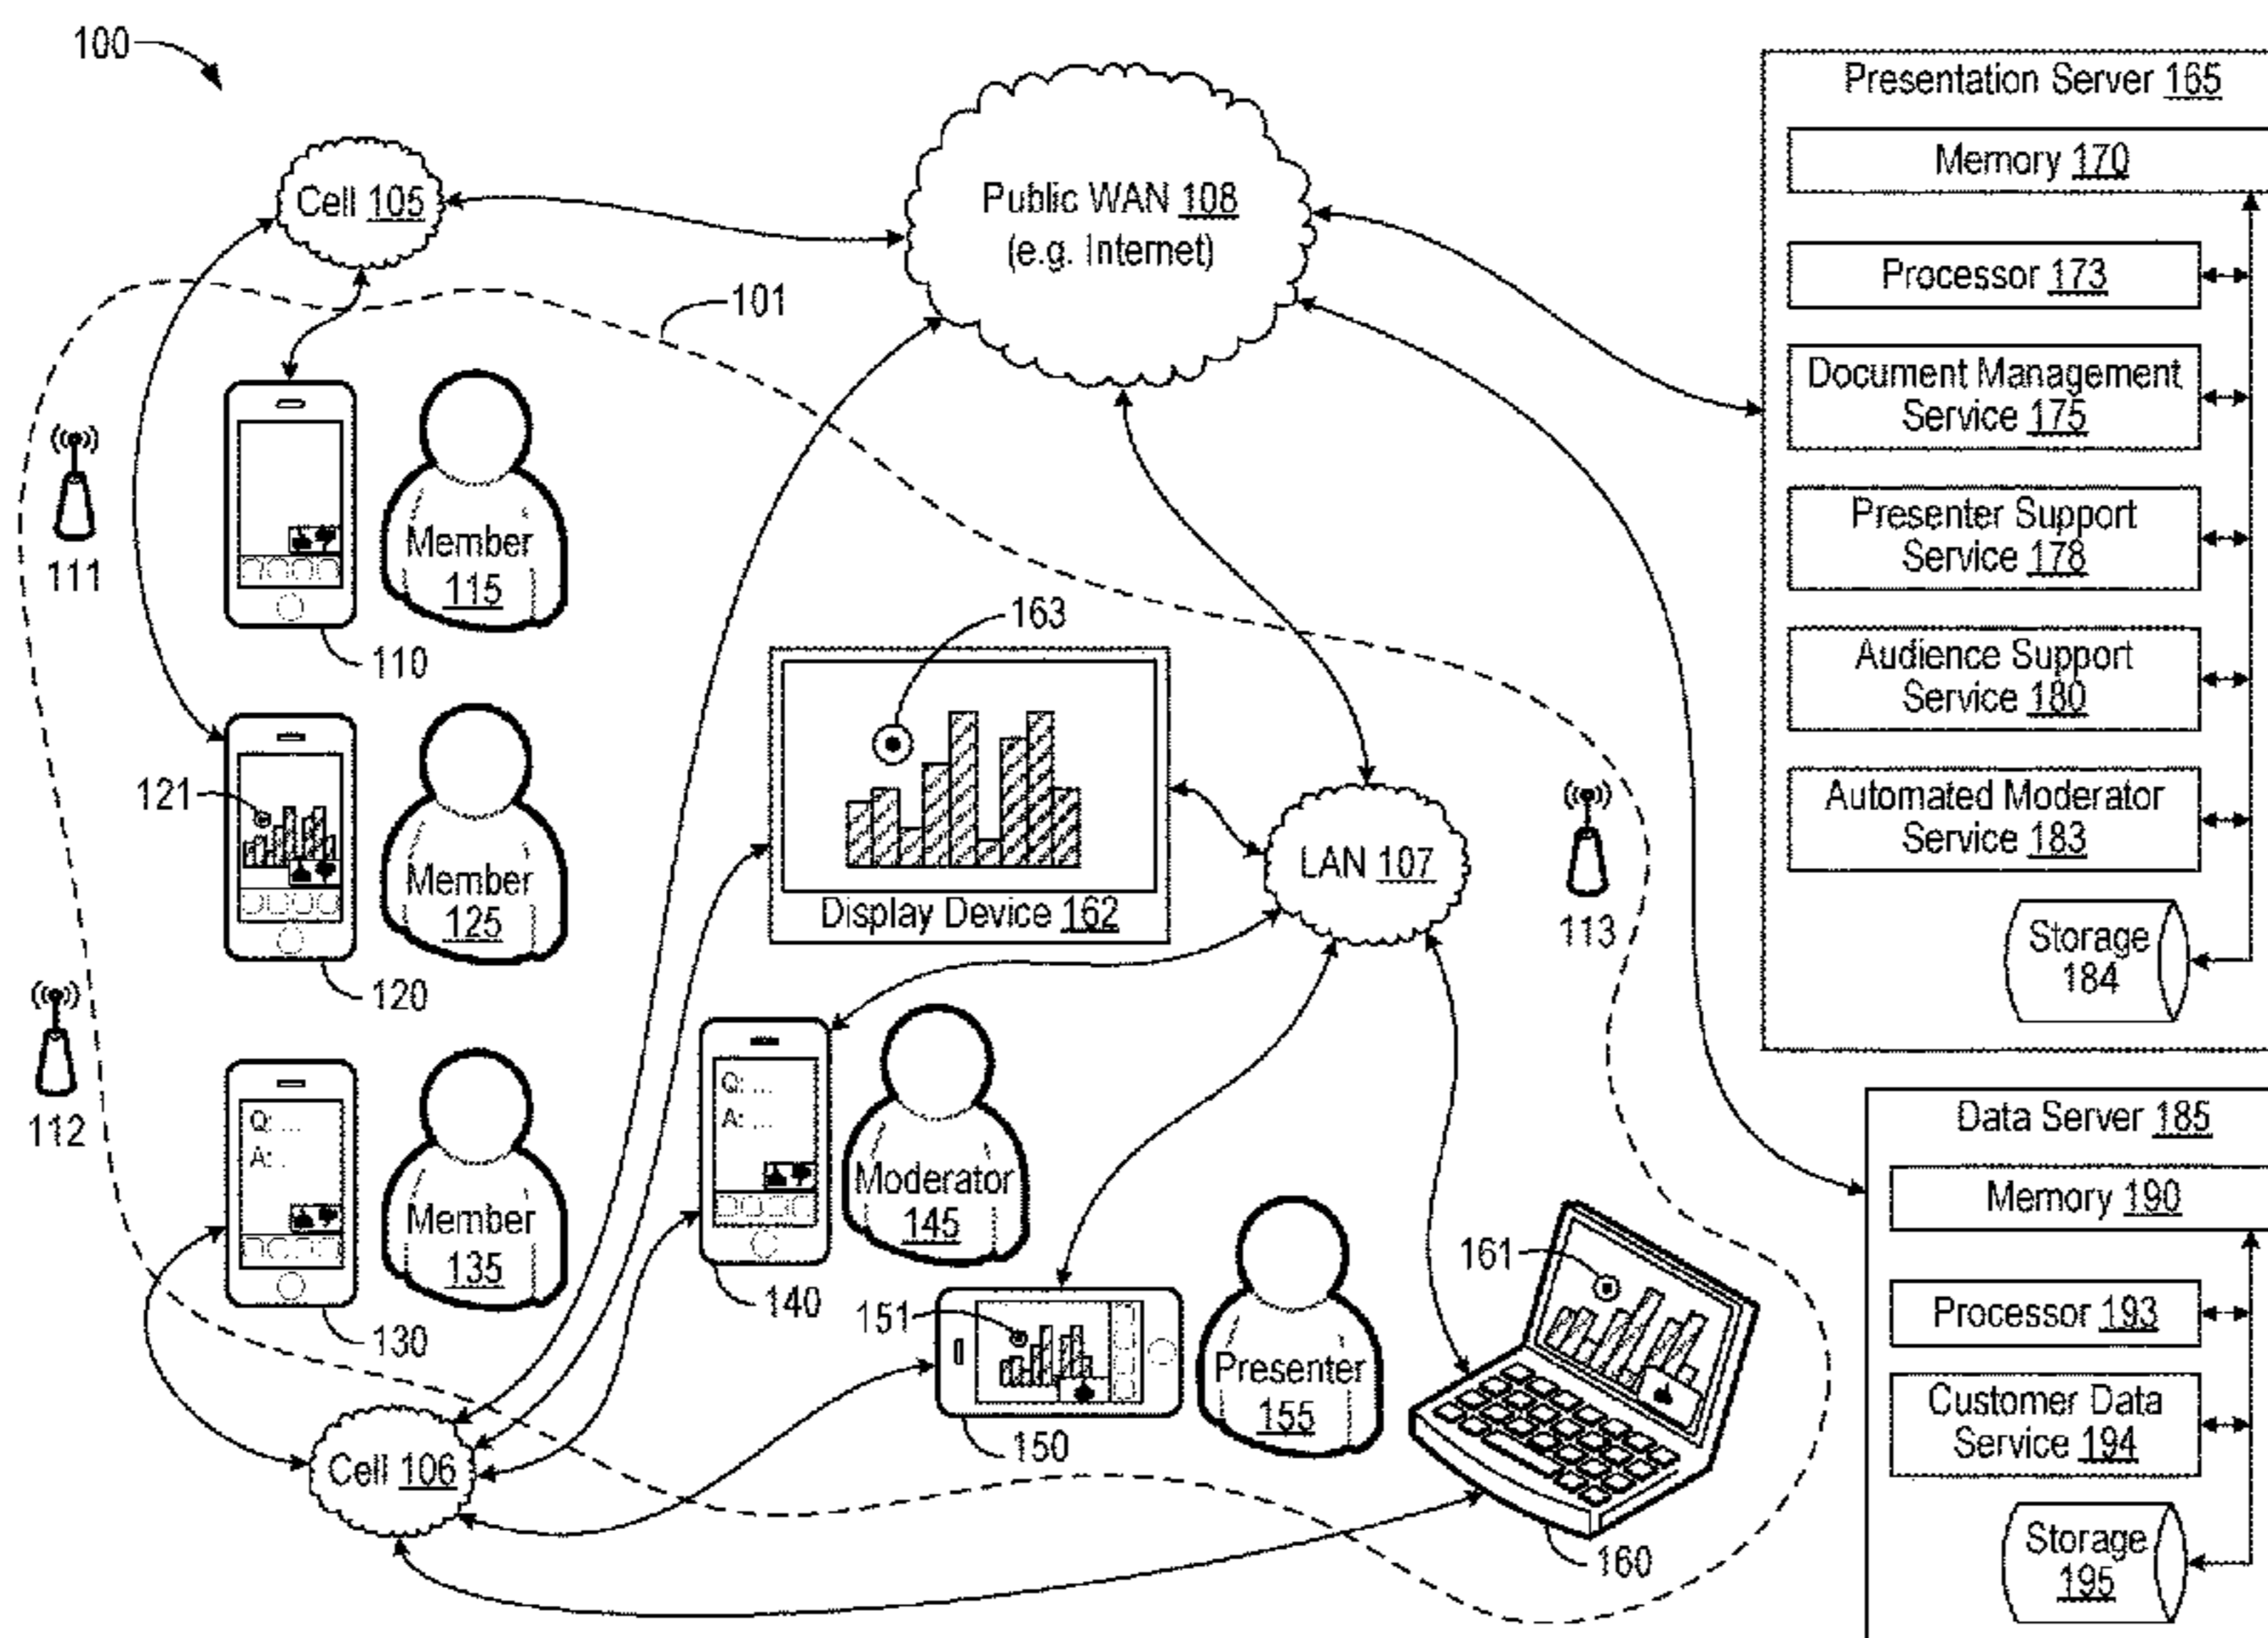 100
Presentation Server 165
Memory 170
Cell 105
Public WAN 108
(e.g. Internet)
Processor 173
101
Document Management
Service 175
Member
115
111
Presenter Support
Service 178
163
110
Audience Support
Service 180
121
Automated Moderator
Service 183
Member
125
LAN 107
Display Device 162
113
Storage
184
120
112
Q: ...
A: .
Q: ...
A: ...
Data Server 185
Member
135
Moderator
145
Memory 190
161
140
151
130
Processor 193
Presenter
155
Customer Data
Service 194
150
Cell 106
160
Storage
195